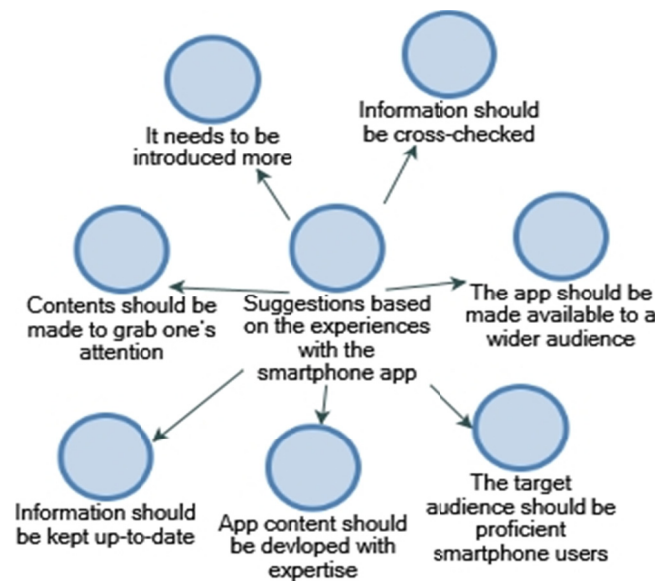 It needs to be
introduced more
Information should
be cross-checked
Contents should be
made to grab one's
attention
Suggestions based
on the experiences
with the
smartphone app
The app should be
made available to a
wider audience
Information should
be kept up-to-date
App content should
be devloped with
expertise
The target
audience should be
proficient
smartphone users